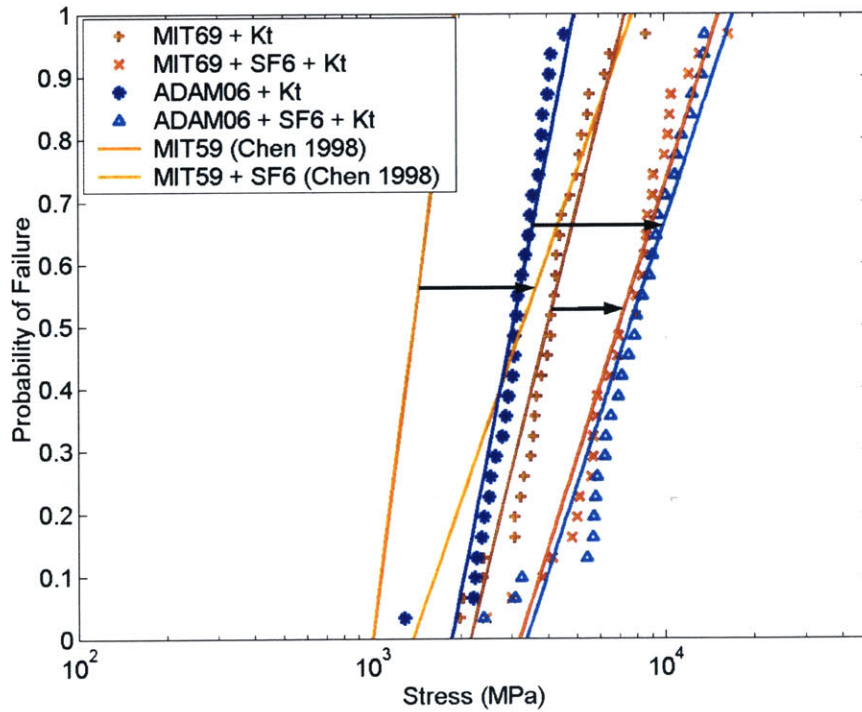 MIT69 + Kt
MIT69 + SF6 + Kt
ADAM06 + Kt
ADAM06 + SF6 + Kt
MIT59 (Chen 1998)
MIT59 + SF6 (Chen 1998)
Probability of Failure
1
0.9
0.8
0.7
0.6
0.5
0.4
0.3
0.2
0.1
0
10²
10³
10⁴
Stress (MPa)